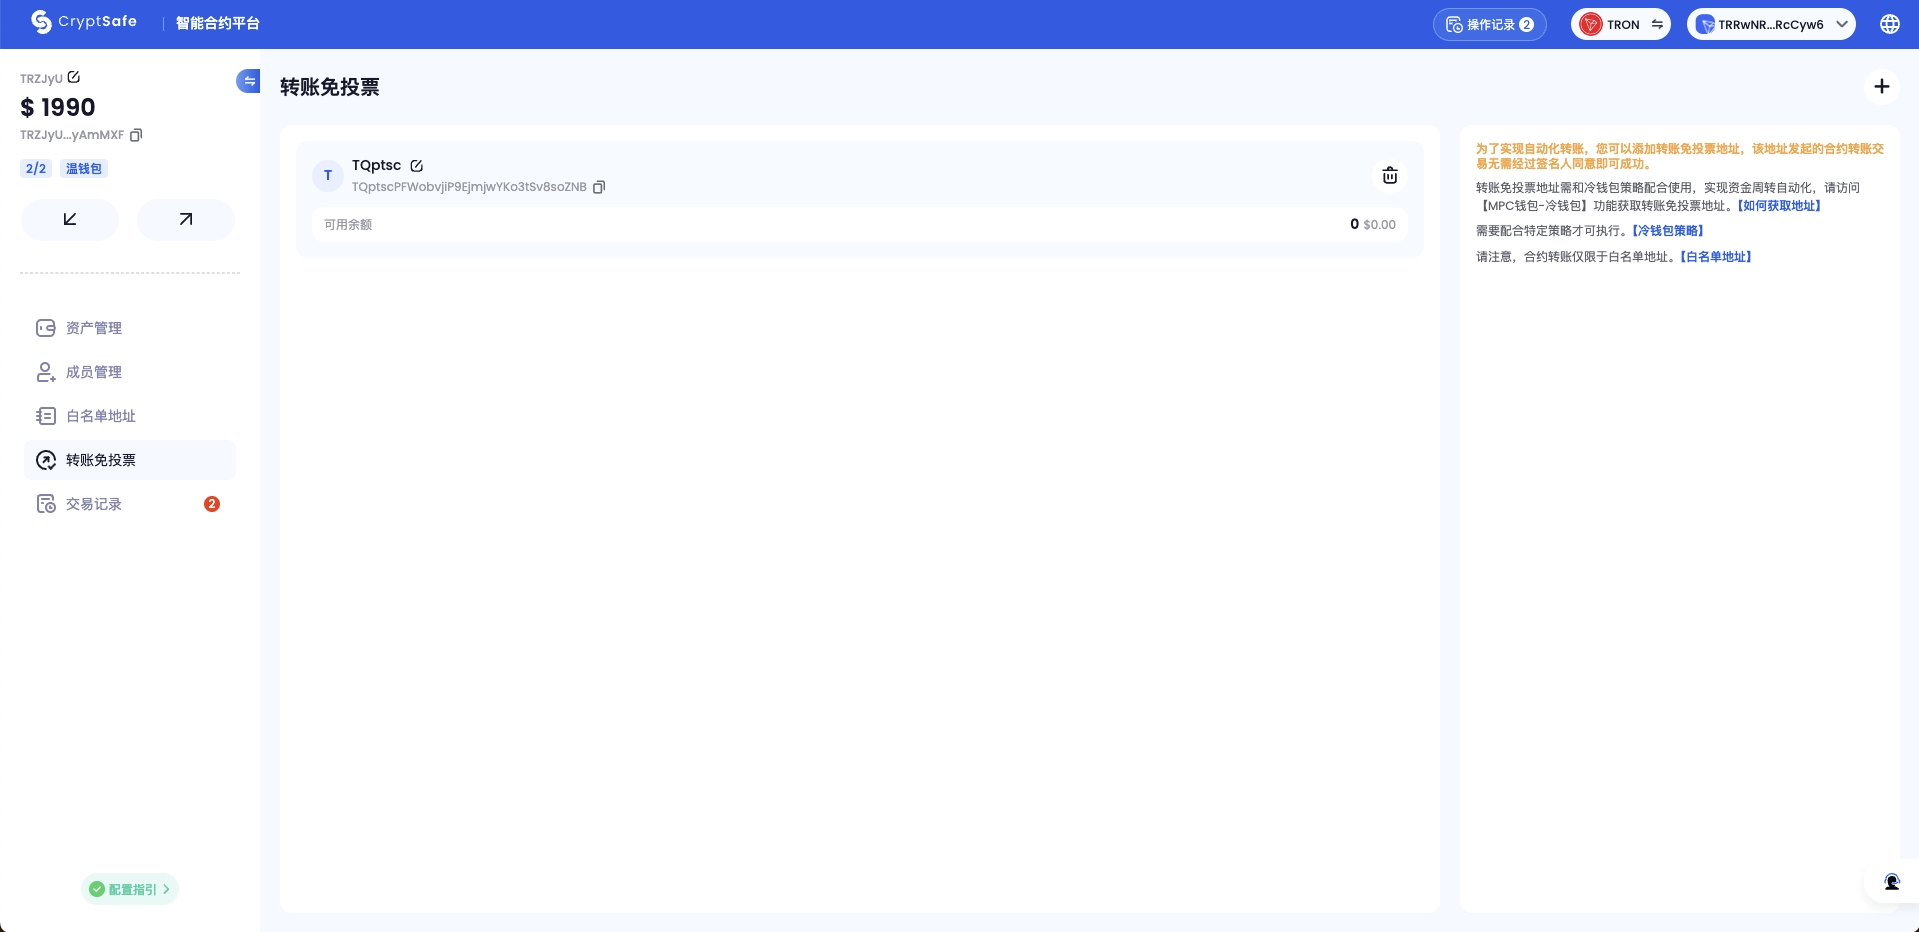 CryptSafe
智能合约平台
操作记录 2
TRON
TRRwNR...RcCyw6
TRZJyU
$ 1990
TRZJyU...yAmMXF
2/2 温钱包
资产管理
成员管理
白名单地址
转账免投票
交易记录 2
配置指引
转账免投票
T
TQptsc
TQptscPFWobvjiP9EjmjwYKo3tSv8soZNB
可用余额
0 $0.00
为了实现自动化转账，您可以添加转账免投票地址，该地址发起的合约转账交
易无需经过签名人同意即可成功。
转账免投票地址需和冷钱包策略配合使用，实现资金周转自动化，请访问
【MPC钱包-冷钱包】功能获取转账免投票地址。【如何获取地址】
需要配合特定策略才可执行。【冷钱包策略】
请注意，合约转账仅限于白名单地址。【白名单地址】